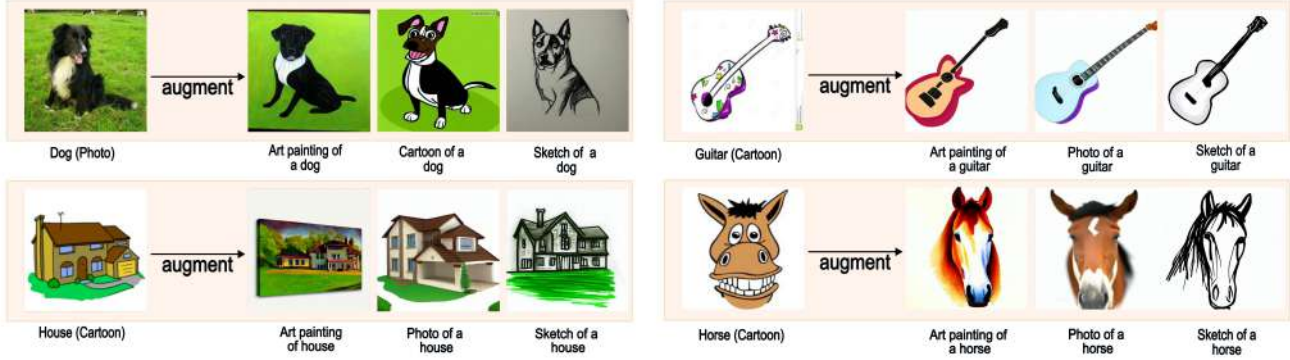 augment
Dog (Photo)
Art painting of
a dog
Cartoon of a
dog
Sketch of a
dog
augment
Guitar (Cartoon)
Art painting of
a guitar
Photo of a
guitar
Sketch of a
guitar
augment
House (Cartoon)
Art painting
of house
Photo of a
house
Sketch of a
house
augment
Horse (Cartoon)
Art painting of
a horse
Photo of a
horse
Sketch of a
horse